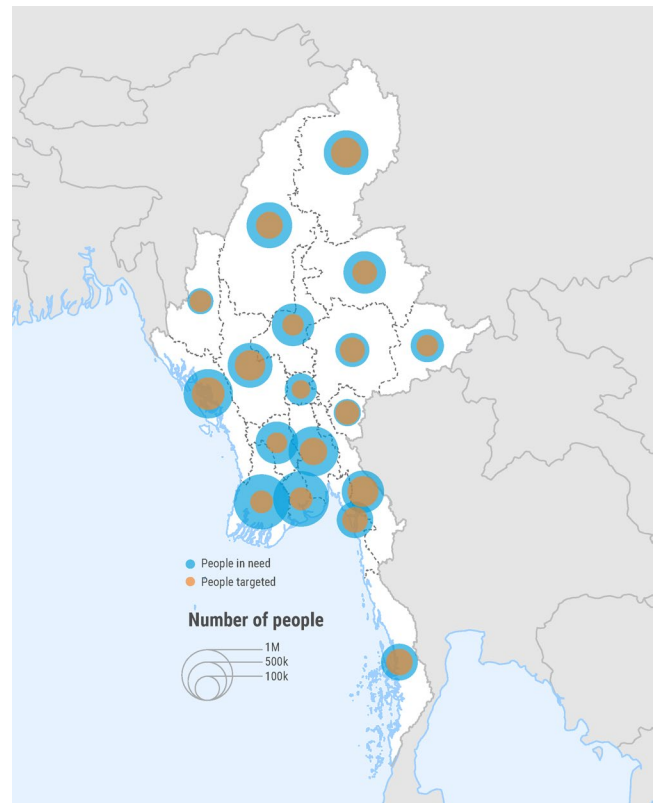 People in need
People targeted
Number of people
1M
500k
100k